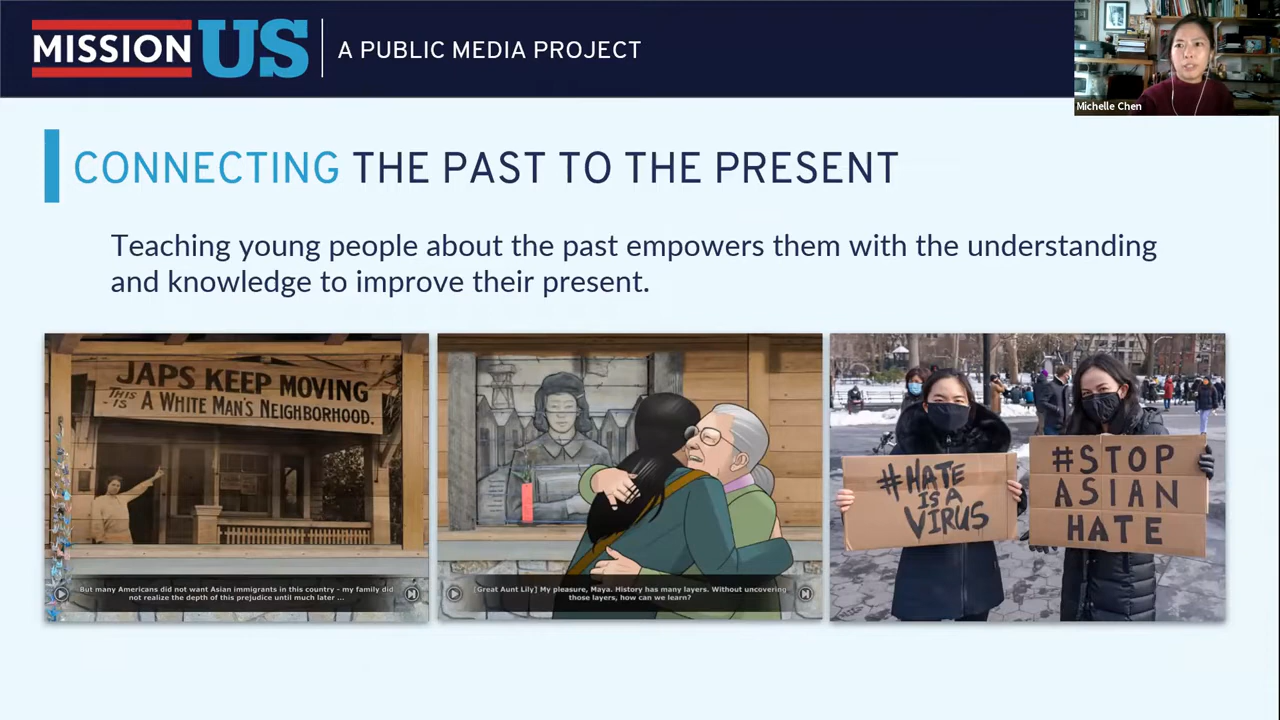 MISSION US
A PUBLIC MEDIA PROJECT
Michelle Chen
CONNECTING THE PAST TO THE PRESENT
Teaching young people about the past empowers them with the understanding
and knowledge to improve their present.
JAPS KEEP MOVING
THIS IS A WHITE MAN'S NEIGHBORHOOD.
But many Americans did not want Asian immigrants in this country - my family did
not realize the depth of this prejudice until much later ...
[Great Aunt Lily] My pleasure, Maya. History has many layers. Without uncovering
those layers, how can we learn?
#HATE
IS A
VIRUS
#STOP
ASIAN
HATE